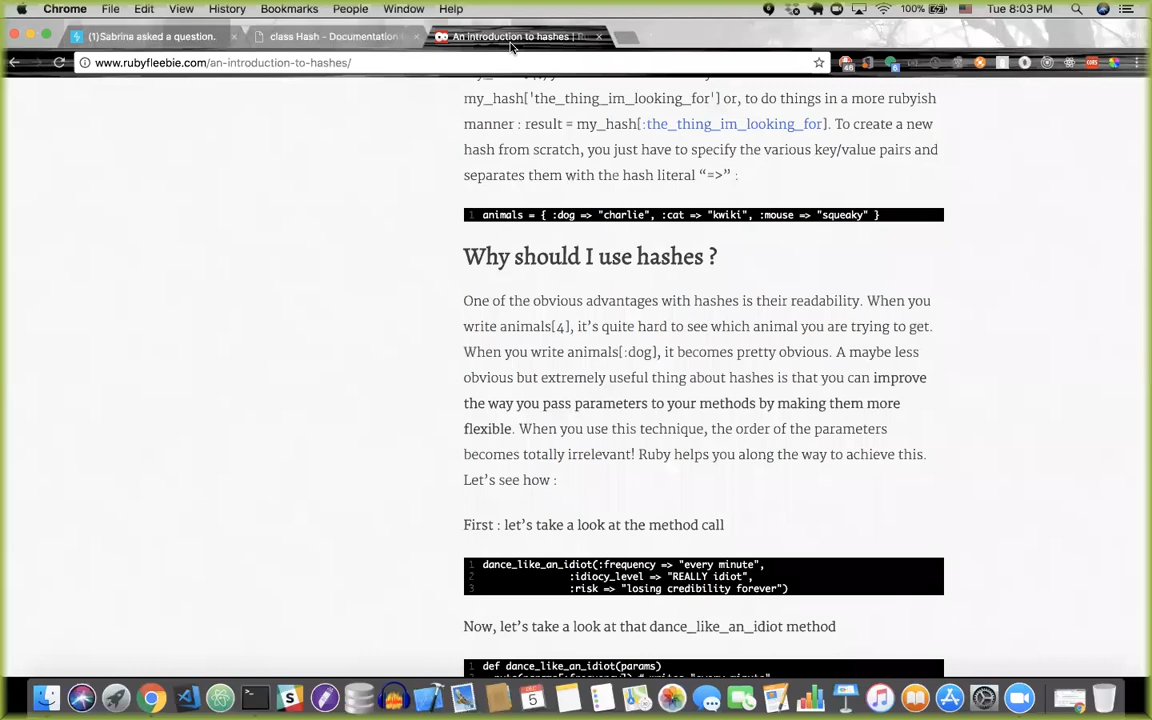 Chrome File Edit View History Bookmarks People Window Help 100% Tue 8:03 PM
(1)Sabrina asked a question. class Hash - Documentation An introduction to hashes
www.rubyfleebie.com/an-introduction-to-hashes/
my_hash['the_thing_im_looking_for'] or, to do things in a more rubyish
manner : result = my_hash[:the_thing_im_looking_for]. To create a new
hash from scratch, you just have to specify the various key/value pairs and
separates them with the hash literal “=>” :
1 animals = { :dog => "charlie", :cat => "kwiki", :mouse => "squeaky" }
Why should I use hashes ?
One of the obvious advantages with hashes is their readability. When you
write animals[4], it’s quite hard to see which animal you are trying to get.
When you write animals[:dog], it becomes pretty obvious. A maybe less
obvious but extremely useful thing about hashes is that you can improve
the way you pass parameters to your methods by making them more
flexible. When you use this technique, the order of the parameters
becomes totally irrelevant! Ruby helps you along the way to achieve this.
Let’s see how :
First : let’s take a look at the method call
1 dance_like_an_idiot(:frequency => "every minute",
2 :idiocy_level => "REALLY idiot",
3 :risk => "losing credibility forever")
Now, let’s take a look at that dance_like_an_idiot method
1 def dance_like_an_idiot(params)